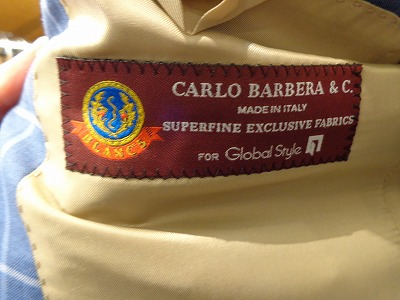 CARLO BARBERA & C.
MADE IN ITALY
SUPERFINE EXCLUSIVE FABRICS
FOR Global Style